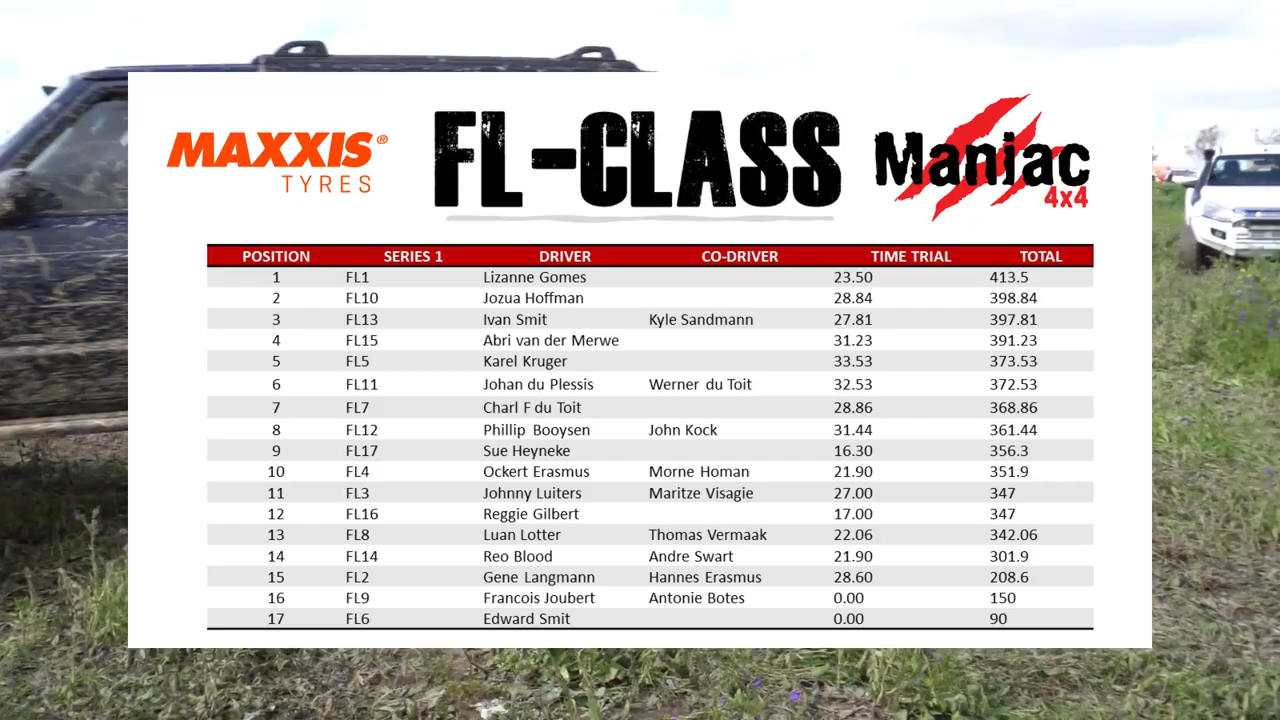 MAXXIS®
TYRES
FL-CLASS
Maniac
4x4
POSITION SERIES 1 DRIVER CO-DRIVER TIME TRIAL TOTAL
1 FL1 Lizanne Gomes 23.50 413.5
2 FL10 Jozua Hoffman 28.84 398.84
3 FL13 Ivan Smit Kyle Sandmann 27.81 397.81
4 FL15 Abri van der Merwe 31.23 391.23
5 FL5 Karel Kruger 33.53 373.53
6 FL11 Johan du Plessis Werner du Toit 32.53 372.53
7 FL7 Charl F du Toit 28.86 368.86
8 FL12 Phillip Booysen John Kock 31.44 361.44
9 FL17 Sue Heyneke 16.30 356.3
10 FL4 Ockert Erasmus Morne Homan 21.90 351.9
11 FL3 Johnny Luiters Maritze Visagie 27.00 347
12 FL16 Reggie Gilbert 17.00 347
13 FL8 Luan Lotter Thomas Vermaak 22.06 342.06
14 FL14 Reo Blood Andre Swart 21.90 301.9
15 FL2 Gene Langmann Hannes Erasmus 28.60 208.6
16 FL9 Francois Joubert Antonie Botes 0.00 150
17 FL6 Edward Smit 0.00 90